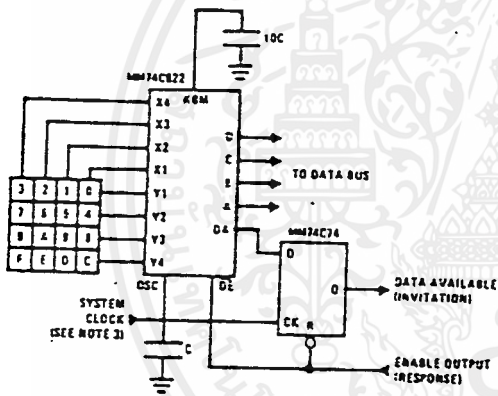 10C
MM74C922
KBM
X4
X3
X2
X1
Y1
Y2
Y3
Y4
3 2 1 0
7 6 5 4
F E D C
TO DATA BUS
DA
OSC
OE
MM74C74
D
CK
R
SYSTEM
CLOCK
(SEE NOTE 3)
C
DATA AVAILABLE
(INVITATION)
ENABLE OUTPUT
(RESPONSE)